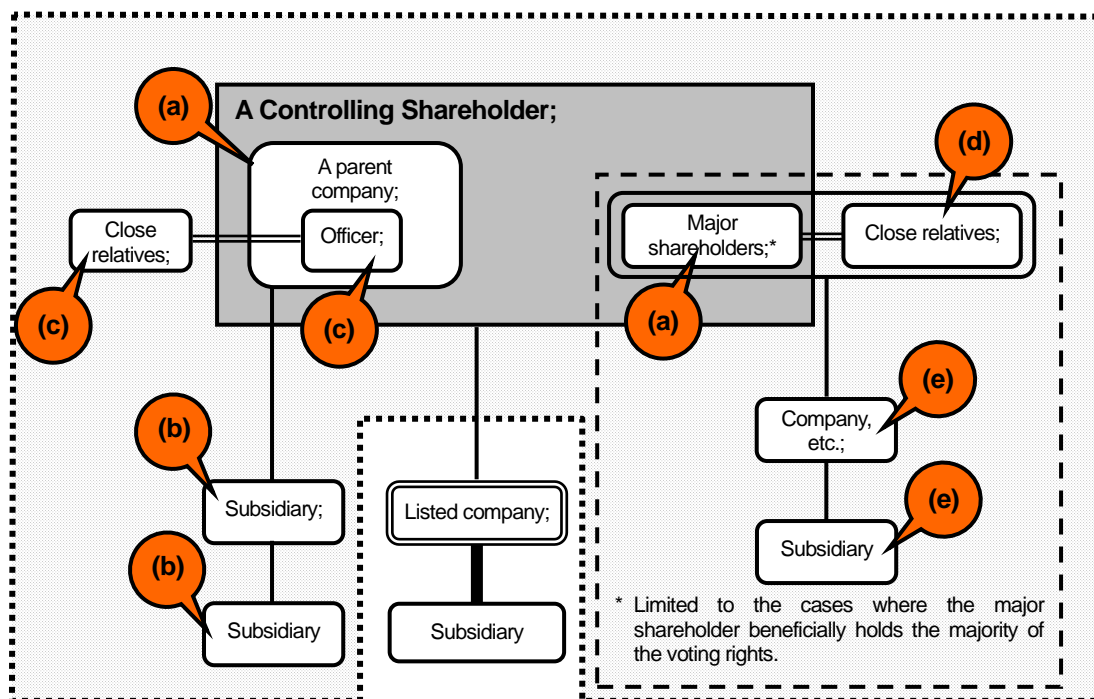 (a)
A Controlling Shareholder;
(d)
A parent
company;
Close
relatives;
Officer;
Major
shareholders;*
Close relatives;
(c)
(c)
(a)
(e)
Company,
etc.;
(b)
Subsidiary;
Listed company;
(e)
Subsidiary
(b)
Subsidiary
Subsidiary
* Limited to the cases where the major
shareholder beneficially holds the majority of
the voting rights.